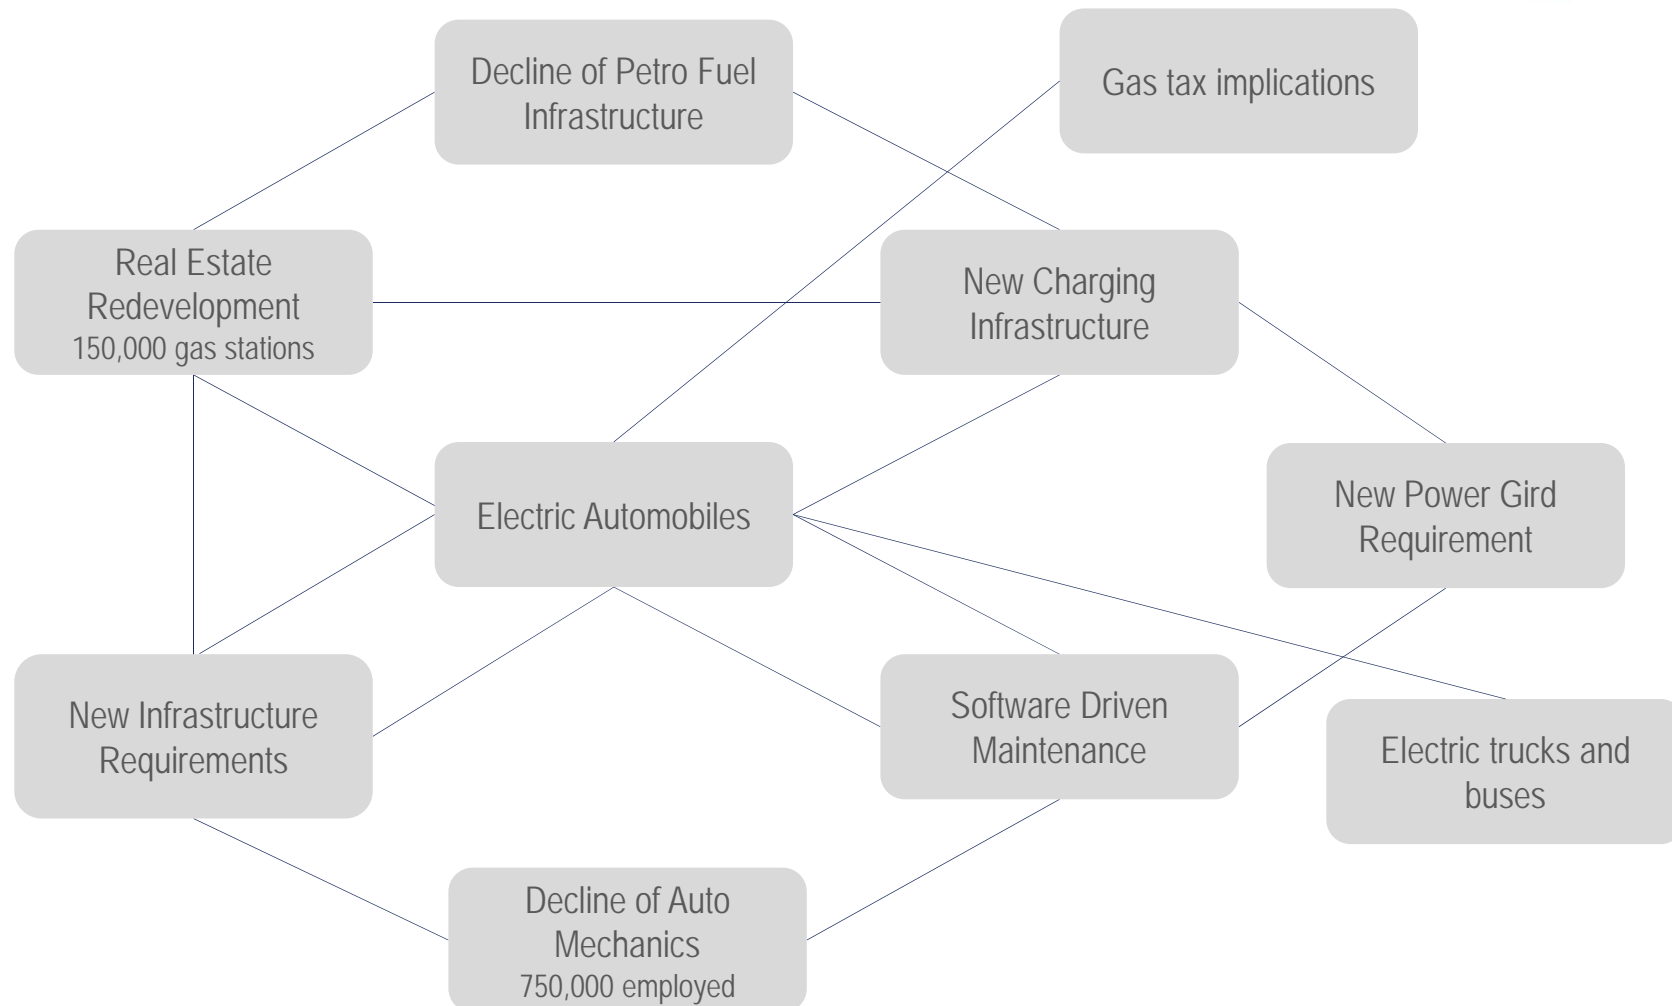 Decline of Petro Fuel
Infrastructure
Gas tax implications
Real Estate
Redevelopment
150,000 gas stations
New Charging
Infrastructure
Electric Automobiles
New Power Gird
Requirement
New Infrastructure
Requirements
Software Driven
Maintenance
Electric trucks and
buses
Decline of Auto
Mechanics
750,000 employed